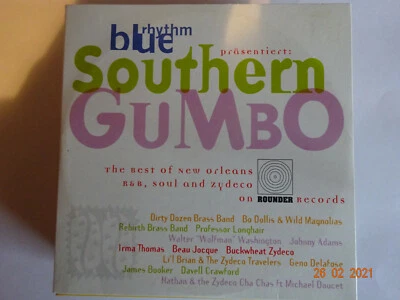 blue rhythm
präsentiert:
Southern
GUMBO
The Best of New Orleans
R&B, Soul and Zydeco
on ROUNDER Records
Dirty Dozen Brass Band Bo Dollis & Wild Magnolias
Rebirth Brass Band Professor Longhair
Walter "Wolfman" Washington Johnny Adams
Irma Thomas Beau Jocque Buckwheat Zydeco
Li'l Brian & The Zydeco Travelers Geno Delafose
James Booker Davell Crawford
Nathan & the Zydeco Cha Chas ft Michael Doucet
26 02 2021